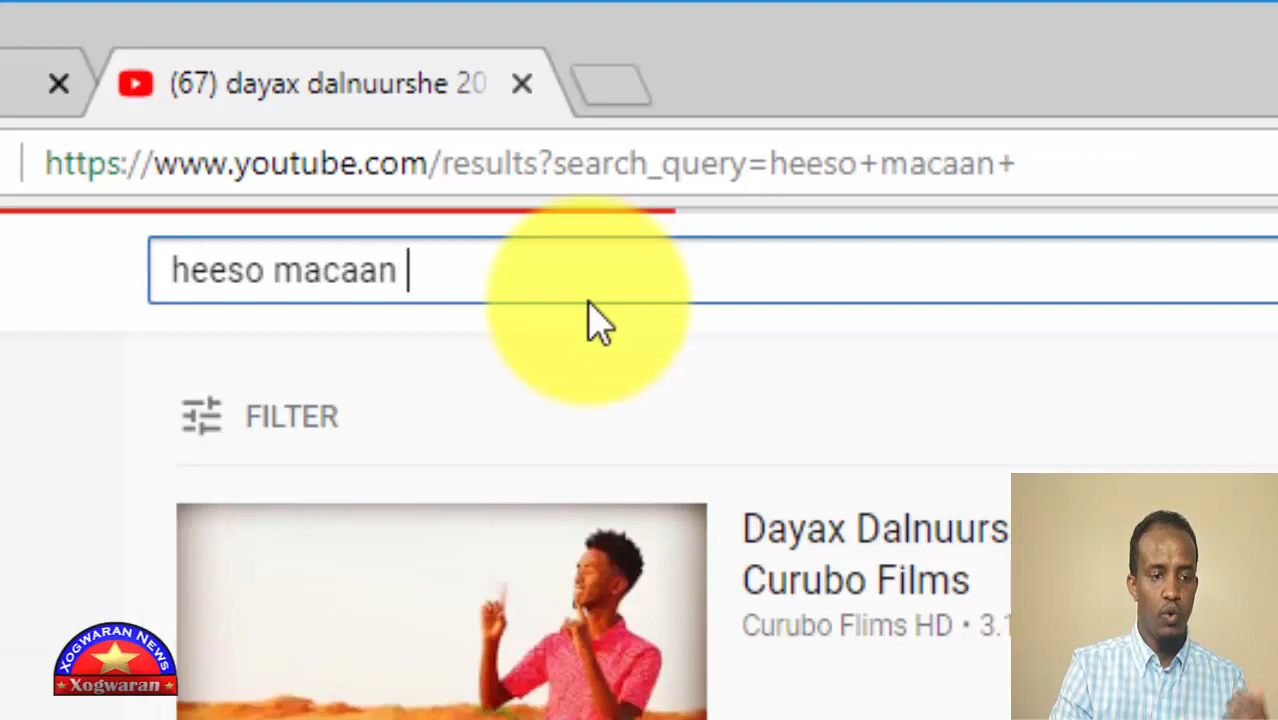 (67) dayax dalnuurshe 20
https://www.youtube.com/results?search_query=heeso+macaan+
heeso macaan
FILTER
Dayax Dalnuurs
Curubo Films
Curubo Flims HD • 3.1
XOGWARAN NEWS
Xogwaran